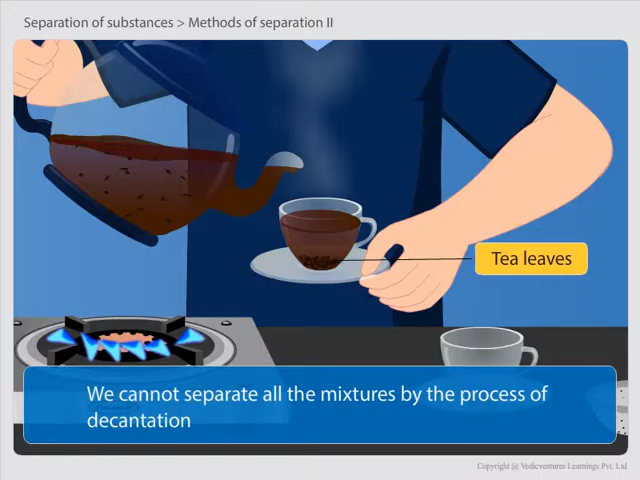 Separation of substances > Methods of separation II
Tea leaves
We cannot separate all the mixtures by the process of
decantation
Copyright @ Vedicventures Learnings Pvt. Ltd